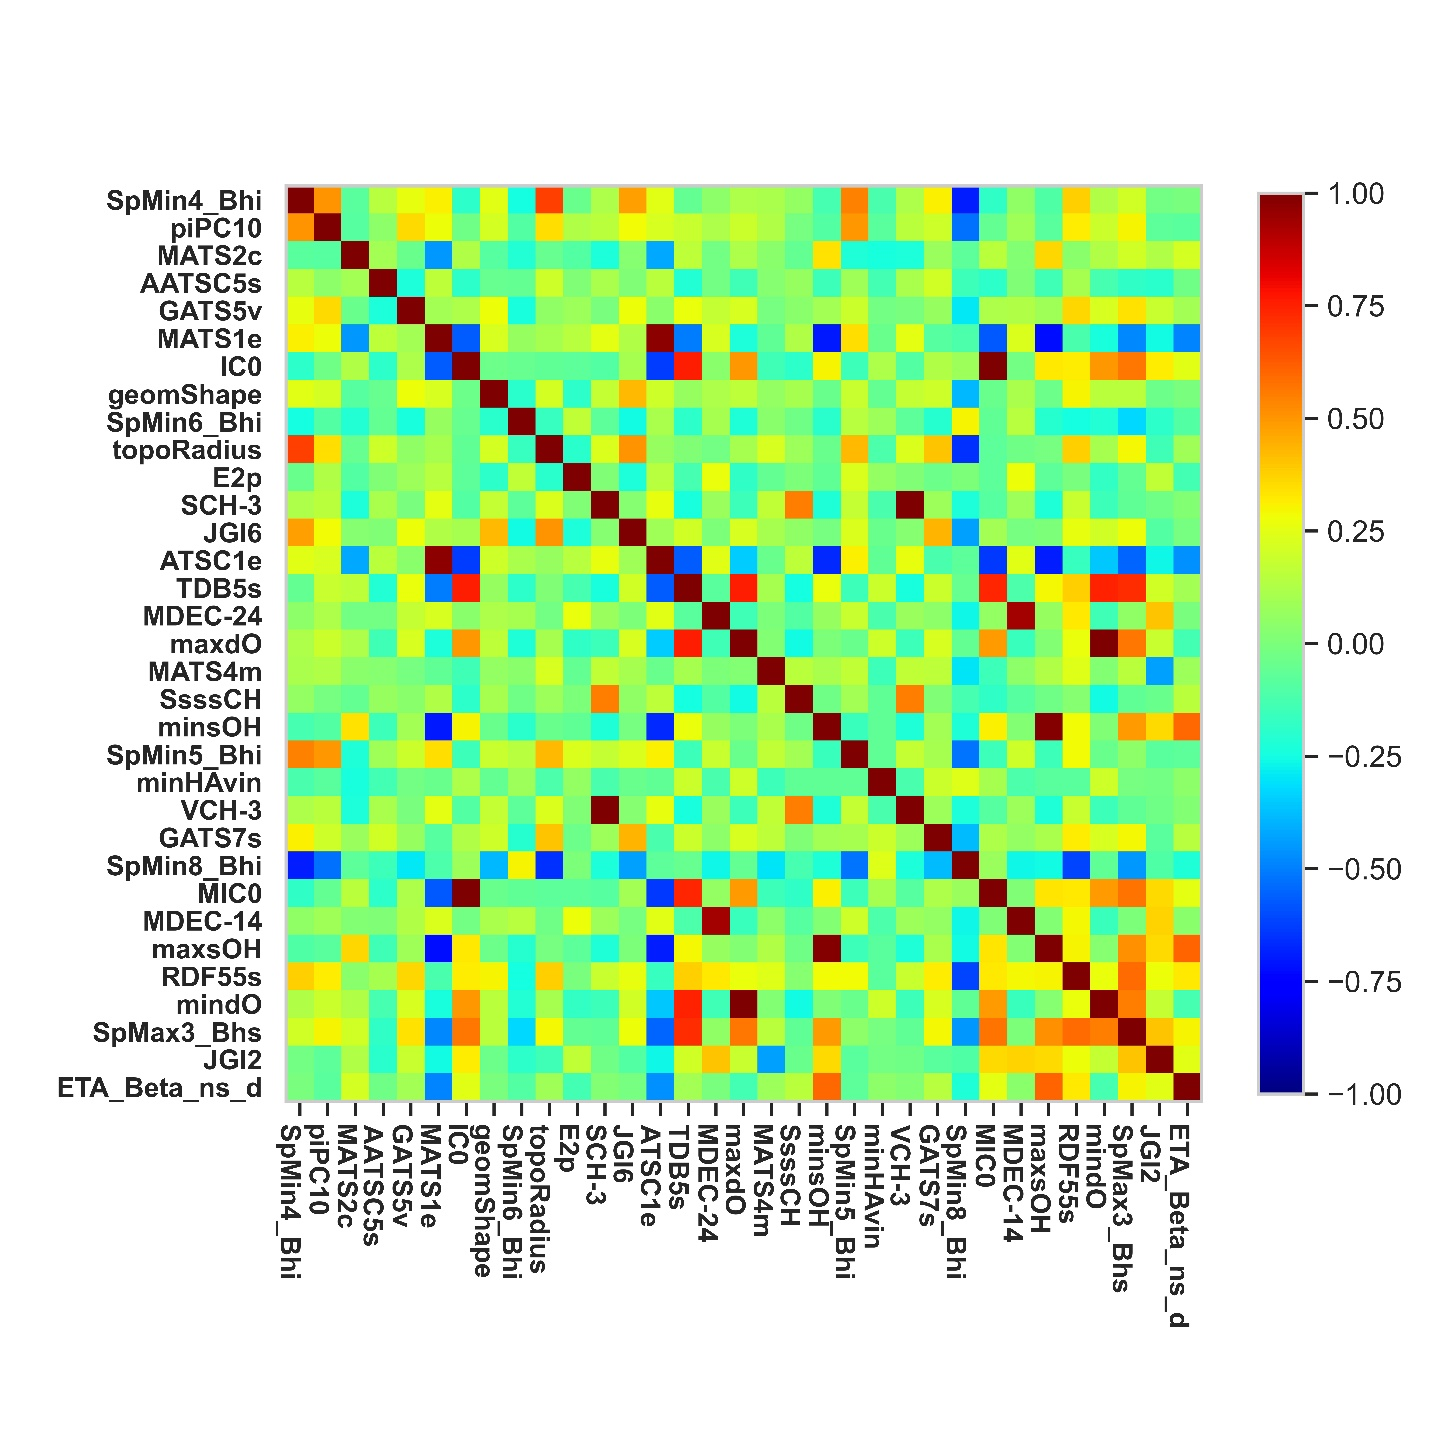 SpMin4_Bhi
piPC10
MATS2c
AATSC5s
GATS5v
MATS1e
IC0
geomShape
SpMin6_Bhi
topoRadius
E2p
SCH-3
JGI6
ATSC1e
TDB5s
MDEC-24
maxdO
MATS4m
SssssCH
minsOH
SpMin5_Bhi
minHAvin
VCH-3
GATS7s
SpMin8_Bhi
MIC0
MDEC-14
maxsOH
RDF55s
mindO
SpMax3_Bhs
JGI2
ETA_Beta_ns_d
SpMin4_Bhi
piPC10
MATS2c
AATSC5s
GATS5v
MATS1e
IC0
geomShape
SpMin6_Bhi
topoRadius
E2p
SCH-3
JGI6
ATSC1e
TDB5s
MDEC-24
maxdO
MATS4m
SssssCH
minsOH
SpMin5_Bhi
minHAvin
VCH-3
GATS7s
SpMin8_Bhi
MIC0
MDEC-14
maxsOH
RDF55s
mindO
SpMax3_Bhs
JGI2
ETA_Beta_ns_d
1.00
0.75
0.50
0.25
0.00
−0.25
−0.50
−0.75
−1.00